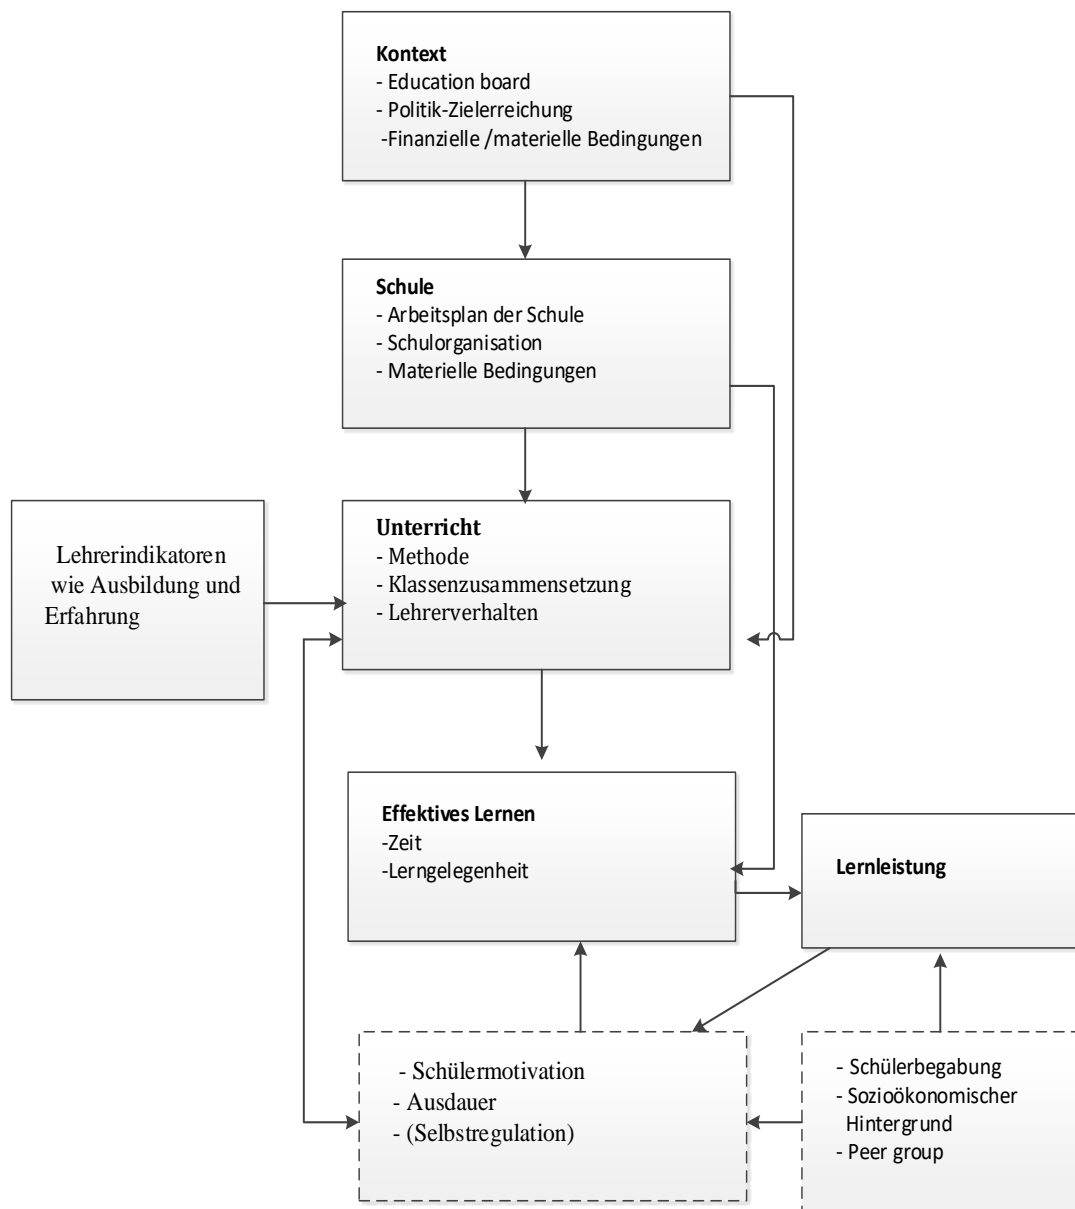 Kontext
- Education board
- Politik-Zielerreichung
-Finanzielle /materielle Bedingungen
Schule
- Arbeitsplan der Schule
- Schulorganisation
- Materielle Bedingungen
Lehrerindikatoren
wie Ausbildung und
Erfahrung
Unterricht
- Methode
- Klassenzusammensetzung
- Lehrerverhalten
Effektives Lernen
-Zeit
-Lerngelegenheit
Lernleistung
- Schülermotivation
- Ausdauer
- (Selbstregulation)
- Schülerbegabung
- Sozioökonomischer
Hintergrund
- Peer group